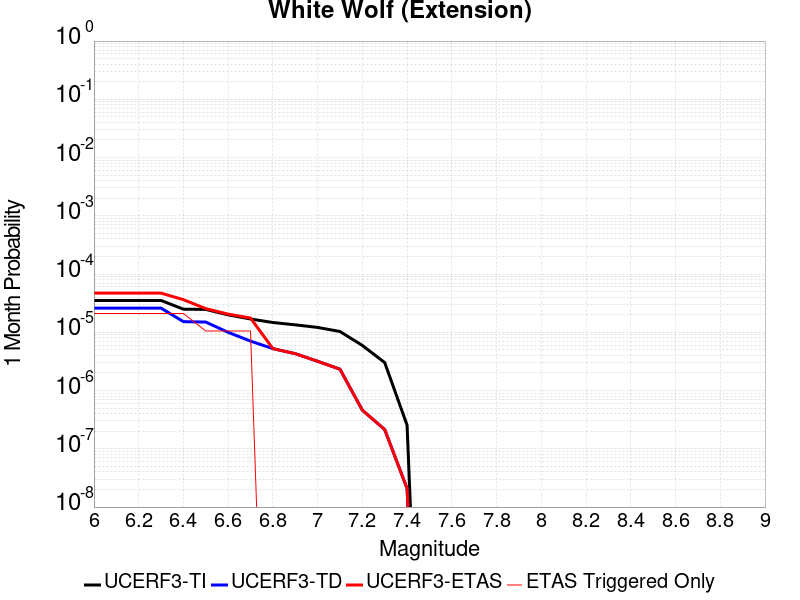 White Wolf (Extension)
1 Month Probability
10^0
10^-1
10^-2
10^-3
10^-4
10^-5
10^-6
10^-7
10^-8
6 6.2 6.4 6.6 6.8 7 7.2 7.4 7.6 7.8 8 8.2 8.4 8.6 8.8 9
Magnitude
UCERF3-TI UCERF3-TD UCERF3-ETAS ETAS Triggered Only